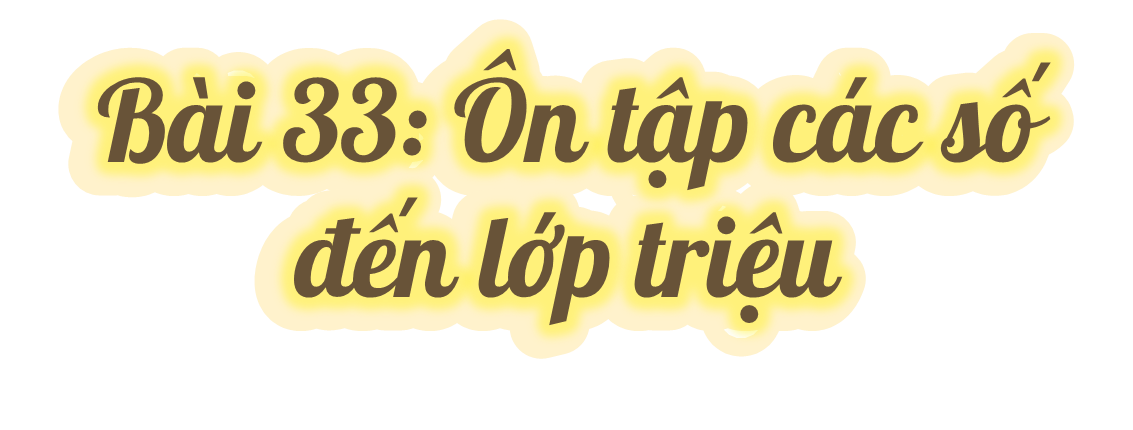 Bài 33: Ôn tập các số
đến lớp triệu